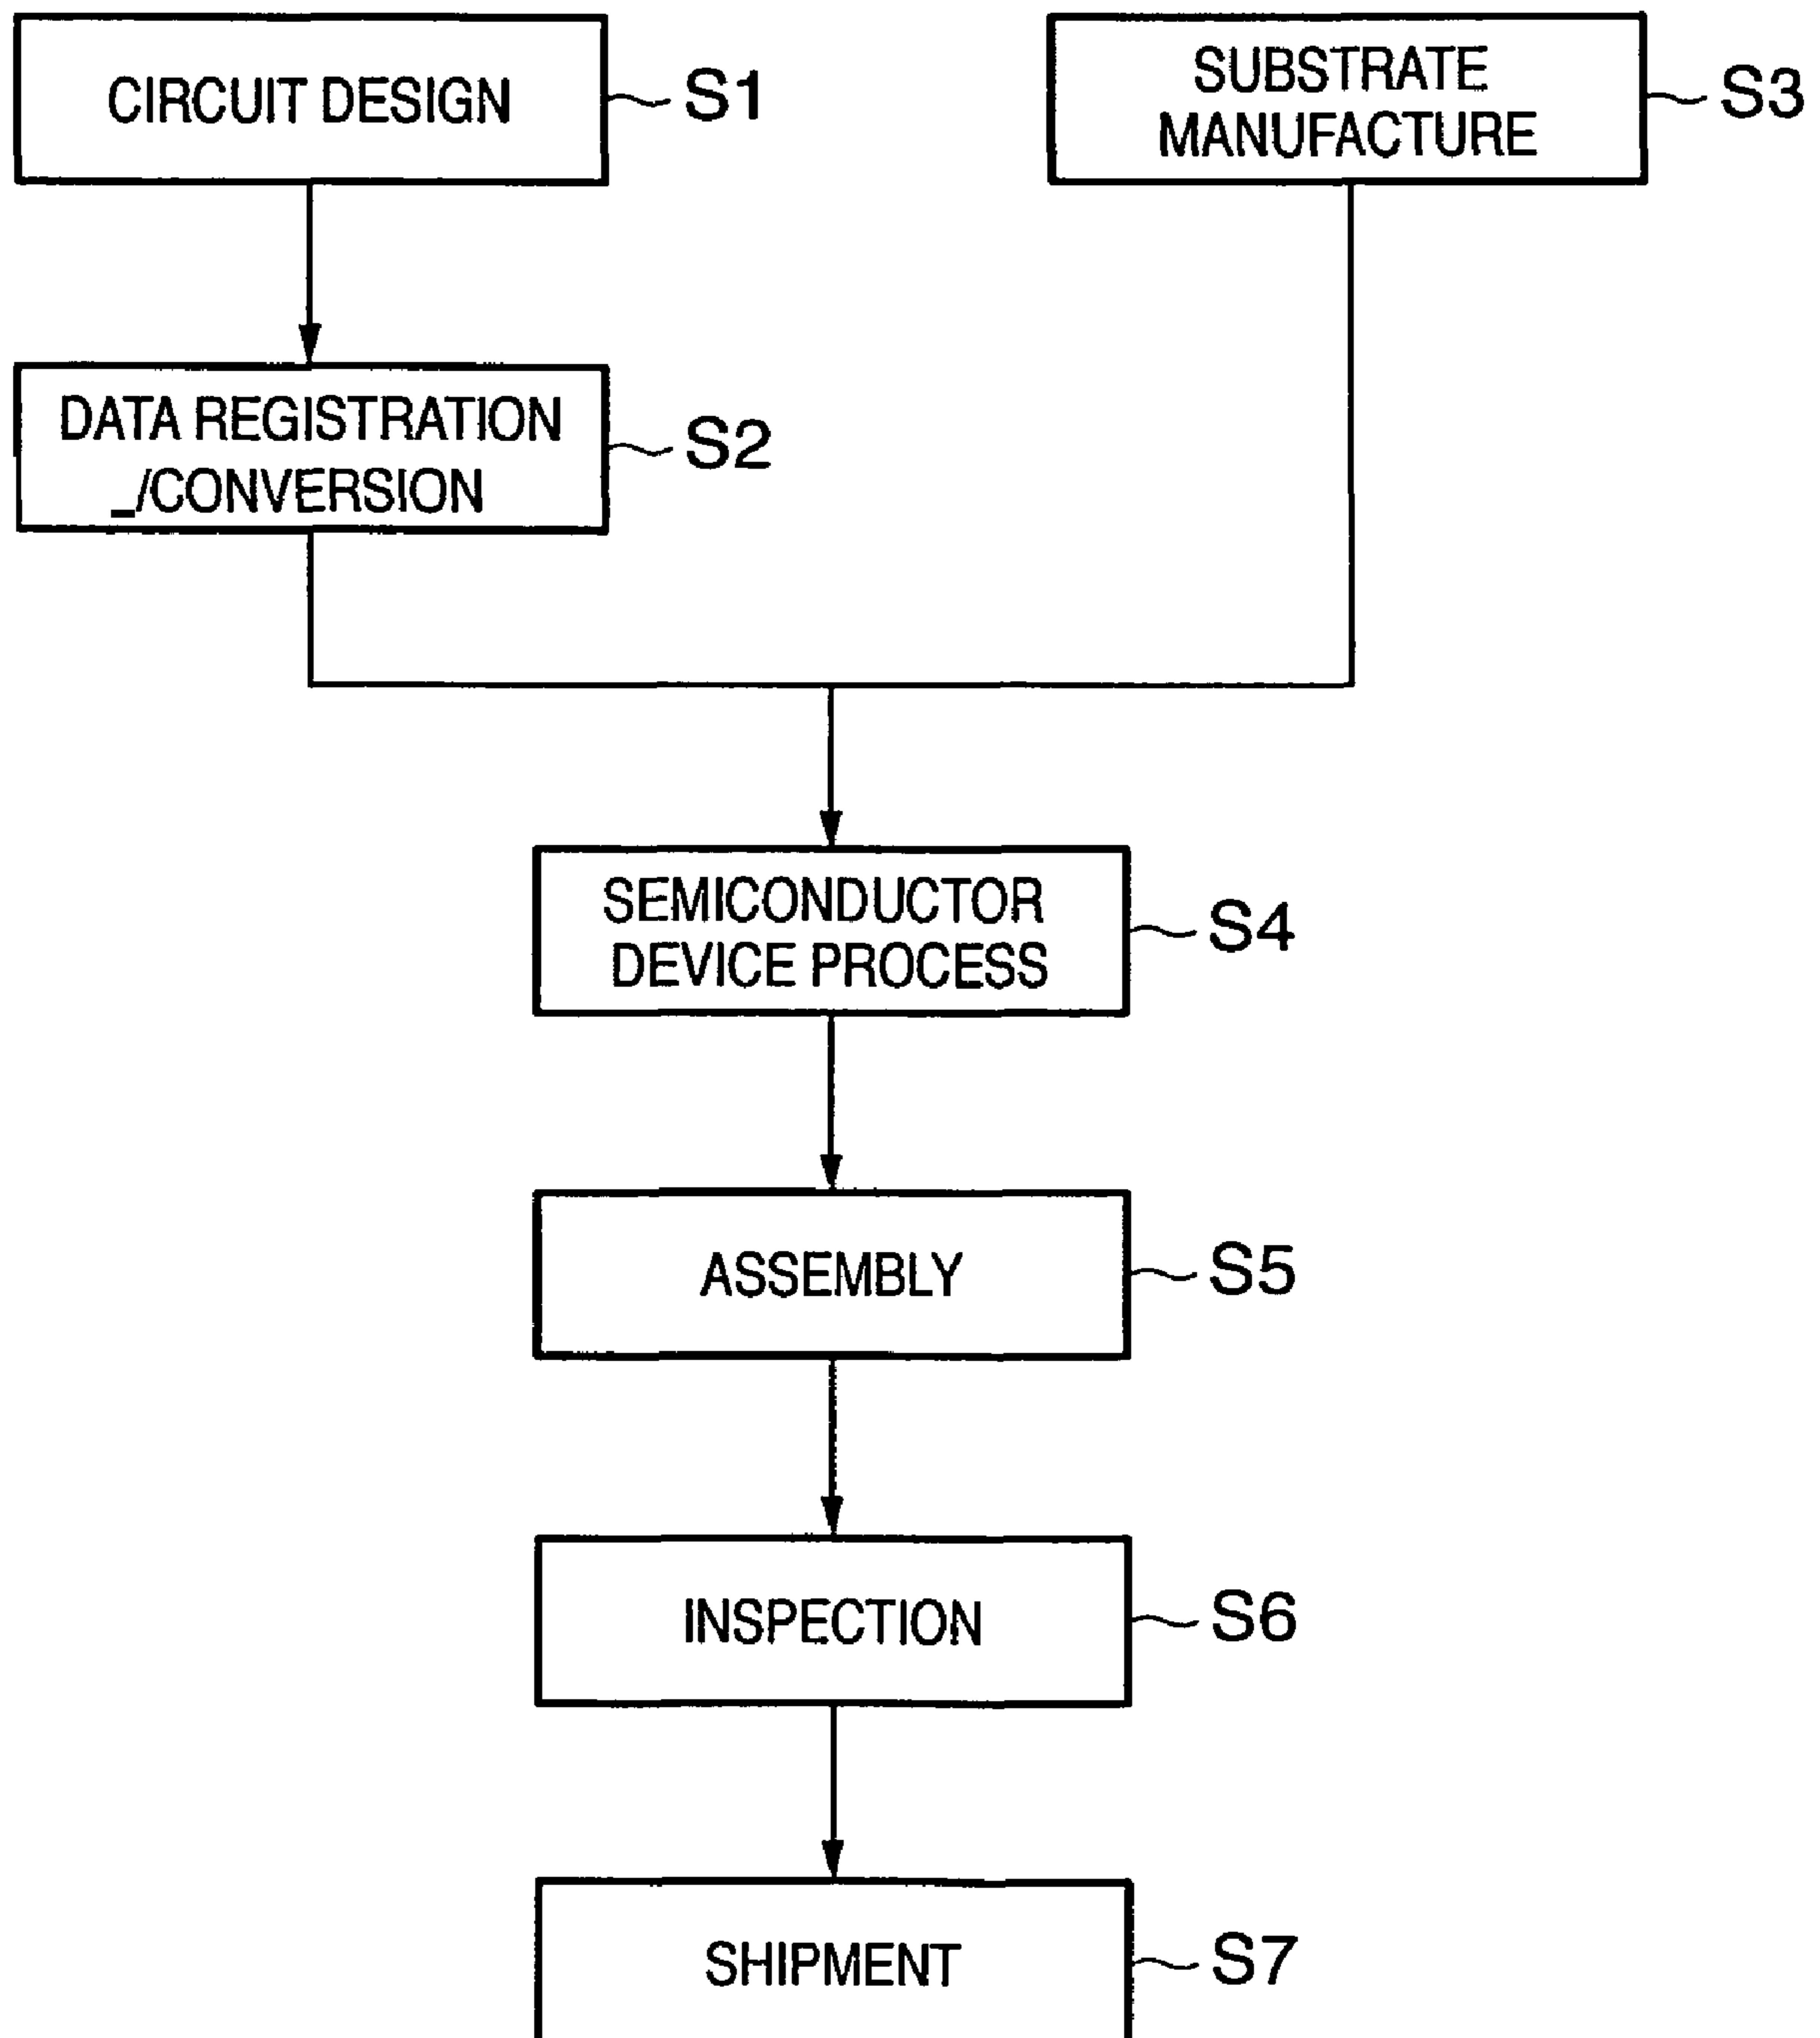 CIRCUIT DESIGN
S1
SUBSTRATE
MANUFACTURE
S3
DATA REGISTRATION
_/CONVERSION
S2
SEMICONDUCTOR
DEVICE PROCESS
S4
ASSEMBLY
S5
INSPECTION
S6
SHIPMENT
S7